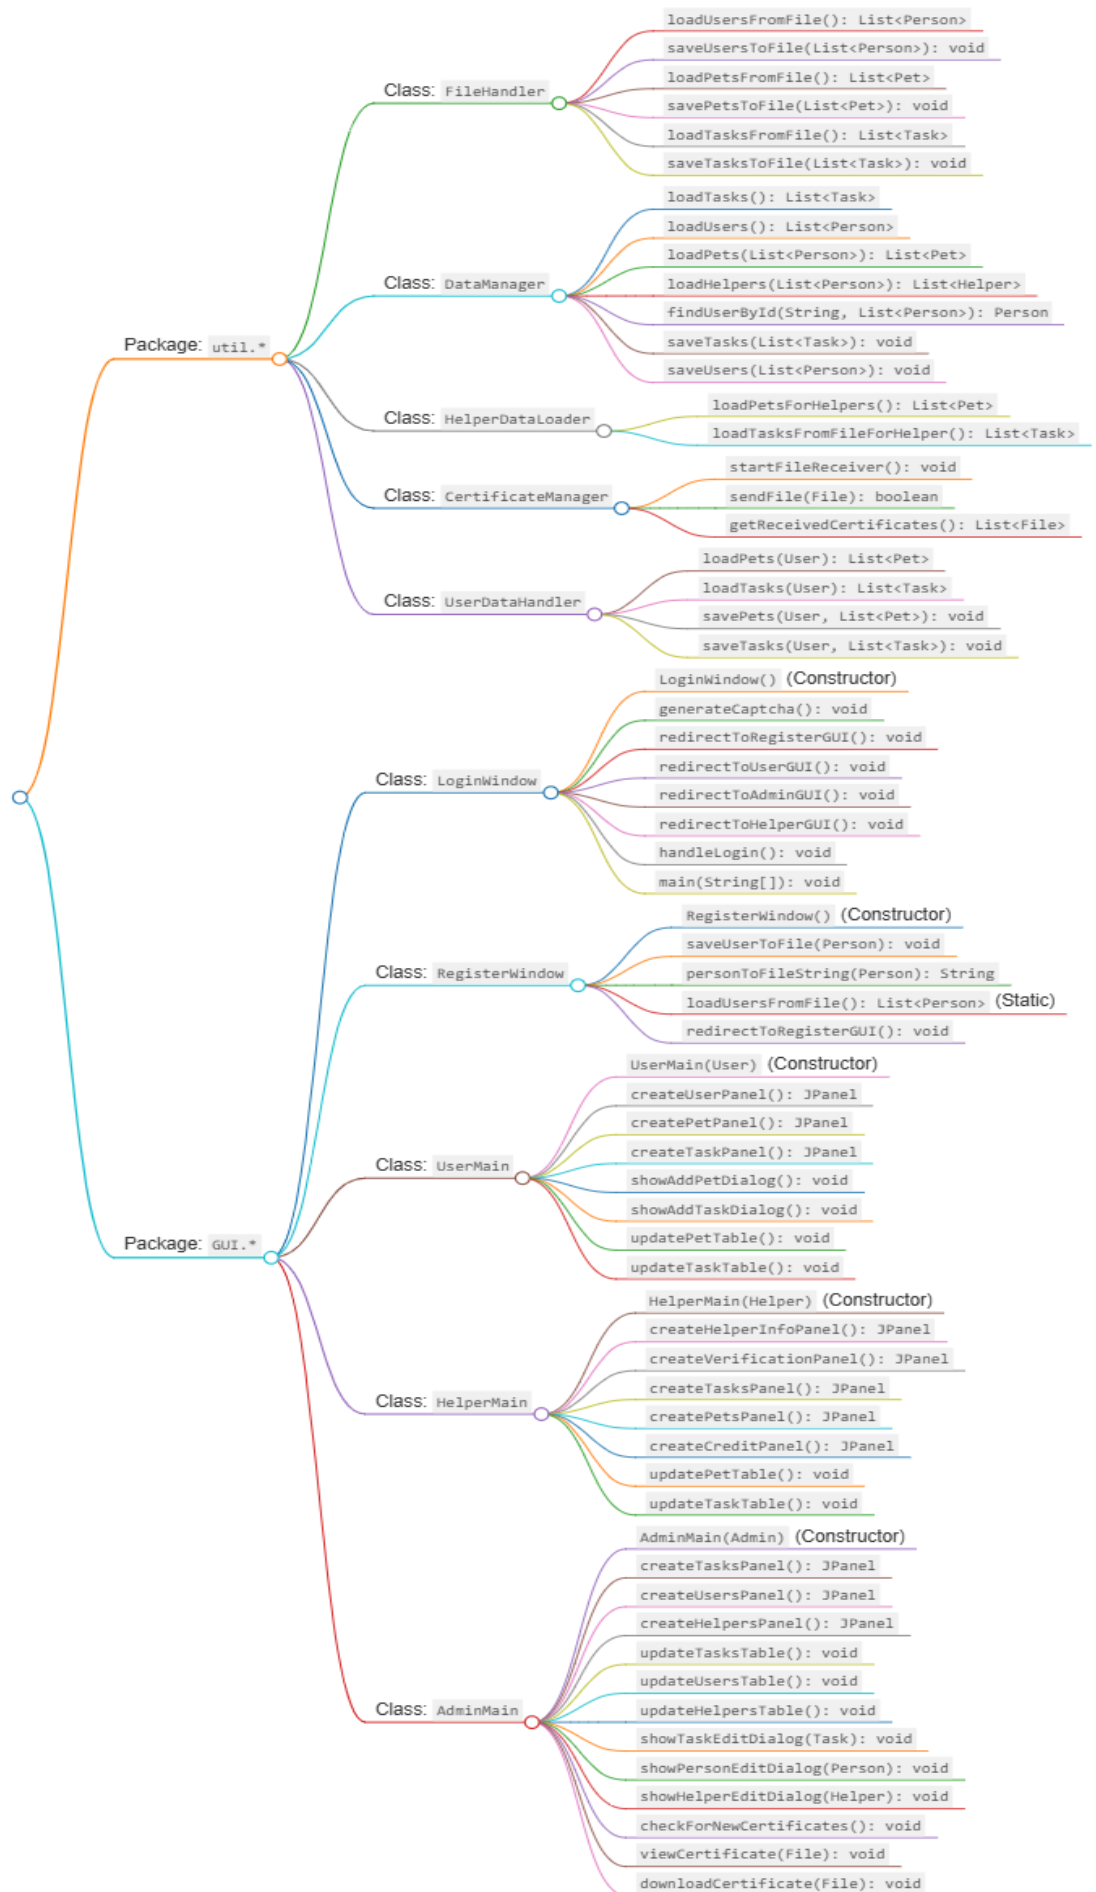 loadUsersFromFile(): List<Person>
saveUsersToFile(List<Person>): void
loadPetsFromFile(): List<Pet>
Class: FileHandler
savePetsToFile(List<Pet>): void
loadTasksFromFile(): List<Task>
saveTasksToFile(List<Task>): void
loadTasks(): List<Task>
loadUsers(): List<Person>
loadPets(List<Person>): List<Pet>
Class: DataManager
loadHelpers(List<Person>): List<Helper>
findUserById(String, List<Person>): Person
saveTasks(List<Task>): void
saveUsers(List<Person>): void
Package: util.*
loadPetsForHelpers(): List<Pet>
Class: HelperDataLoader
loadTasksFromFileForHelper(): List<Task>
startFileReceiver(): void
Class: CertificateManager
sendFile(File): boolean
getReceivedCertificates(): List<File>
loadPets(User): List<Pet>
loadTasks(User): List<Task>
Class: UserDataHandler
savePets(User, List<Pet>): void
saveTasks(User, List<Task>): void
LoginWindow() (Constructor)
generateCaptcha(): void
redirectToRegisterGUI(): void
redirectToUserGUI(): void
Class: LoginWindow
redirectToAdminGUI(): void
redirectToHelperGUI(): void
handleLogin(): void
main(String[]): void
RegisterWindow() (Constructor)
saveUserToFile(Person): void
Class: RegisterWindow
personToFileString(Person): String
loadUsersFromFile(): List<Person> (Static)
redirectToRegisterGUI(): void
UserMain(User) (Constructor)
createUserPanel(): JPanel
createPetPanel(): JPanel
createTaskPanel(): JPanel
Class: UserMain
showAddPetDialog(): void
showAddTaskDialog(): void
updatePetTable(): void
updateTaskTable(): void
Package: GUI.*
HelperMain(Helper) (Constructor)
createHelperInfoPanel(): JPanel
createVerificationPanel(): JPanel
createTasksPanel(): JPanel
Class: HelperMain
createPetsPanel(): JPanel
createCreditPanel(): JPanel
updatePetTable(): void
updateTaskTable(): void
AdminMain(Admin) (Constructor)
createTasksPanel(): JPanel
createUsersPanel(): JPanel
createHelpersPanel(): JPanel
updateTasksTable(): void
updateUsersTable(): void
Class: AdminMain
updateHelpersTable(): void
showTaskEditDialog(Task): void
showPersonEditDialog(Person): void
showHelperEditDialog(Helper): void
checkForNewCertificates(): void
viewCertificate(File): void
downloadCertificate(File): void